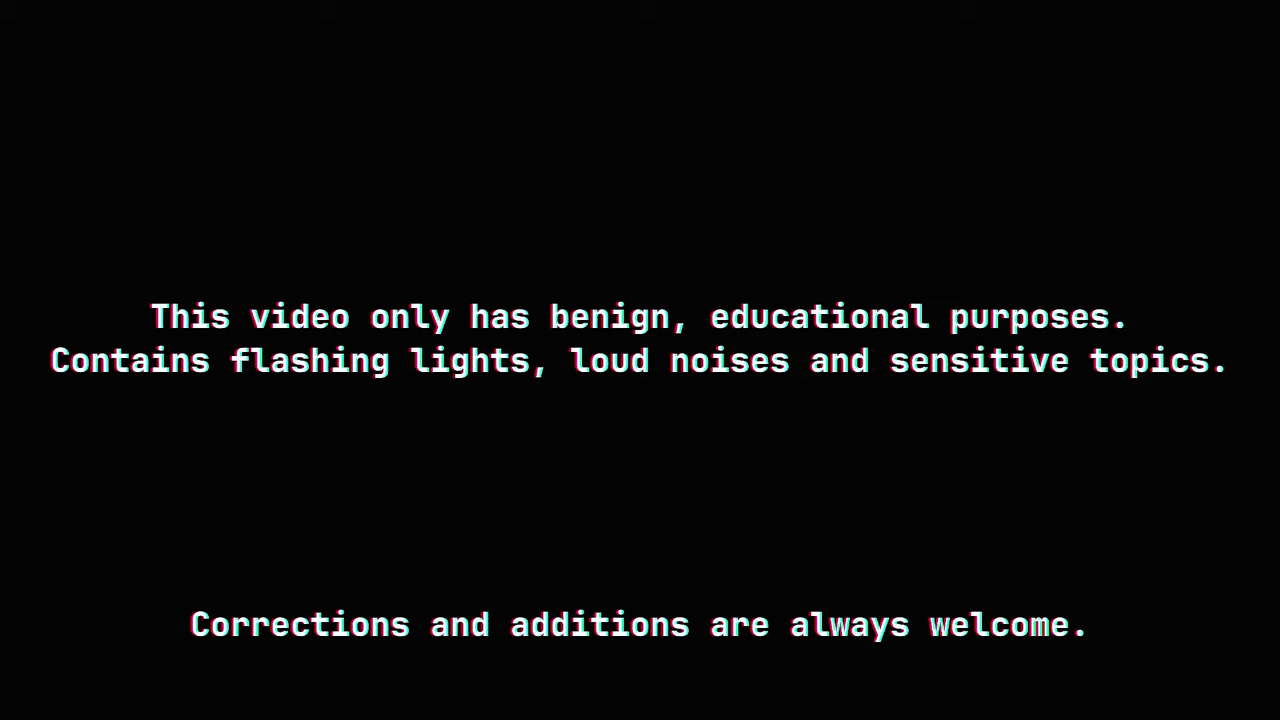 This video only has benign, educational purposes.
Contains flashing lights, loud noises and sensitive topics.
Corrections and additions are always welcome.